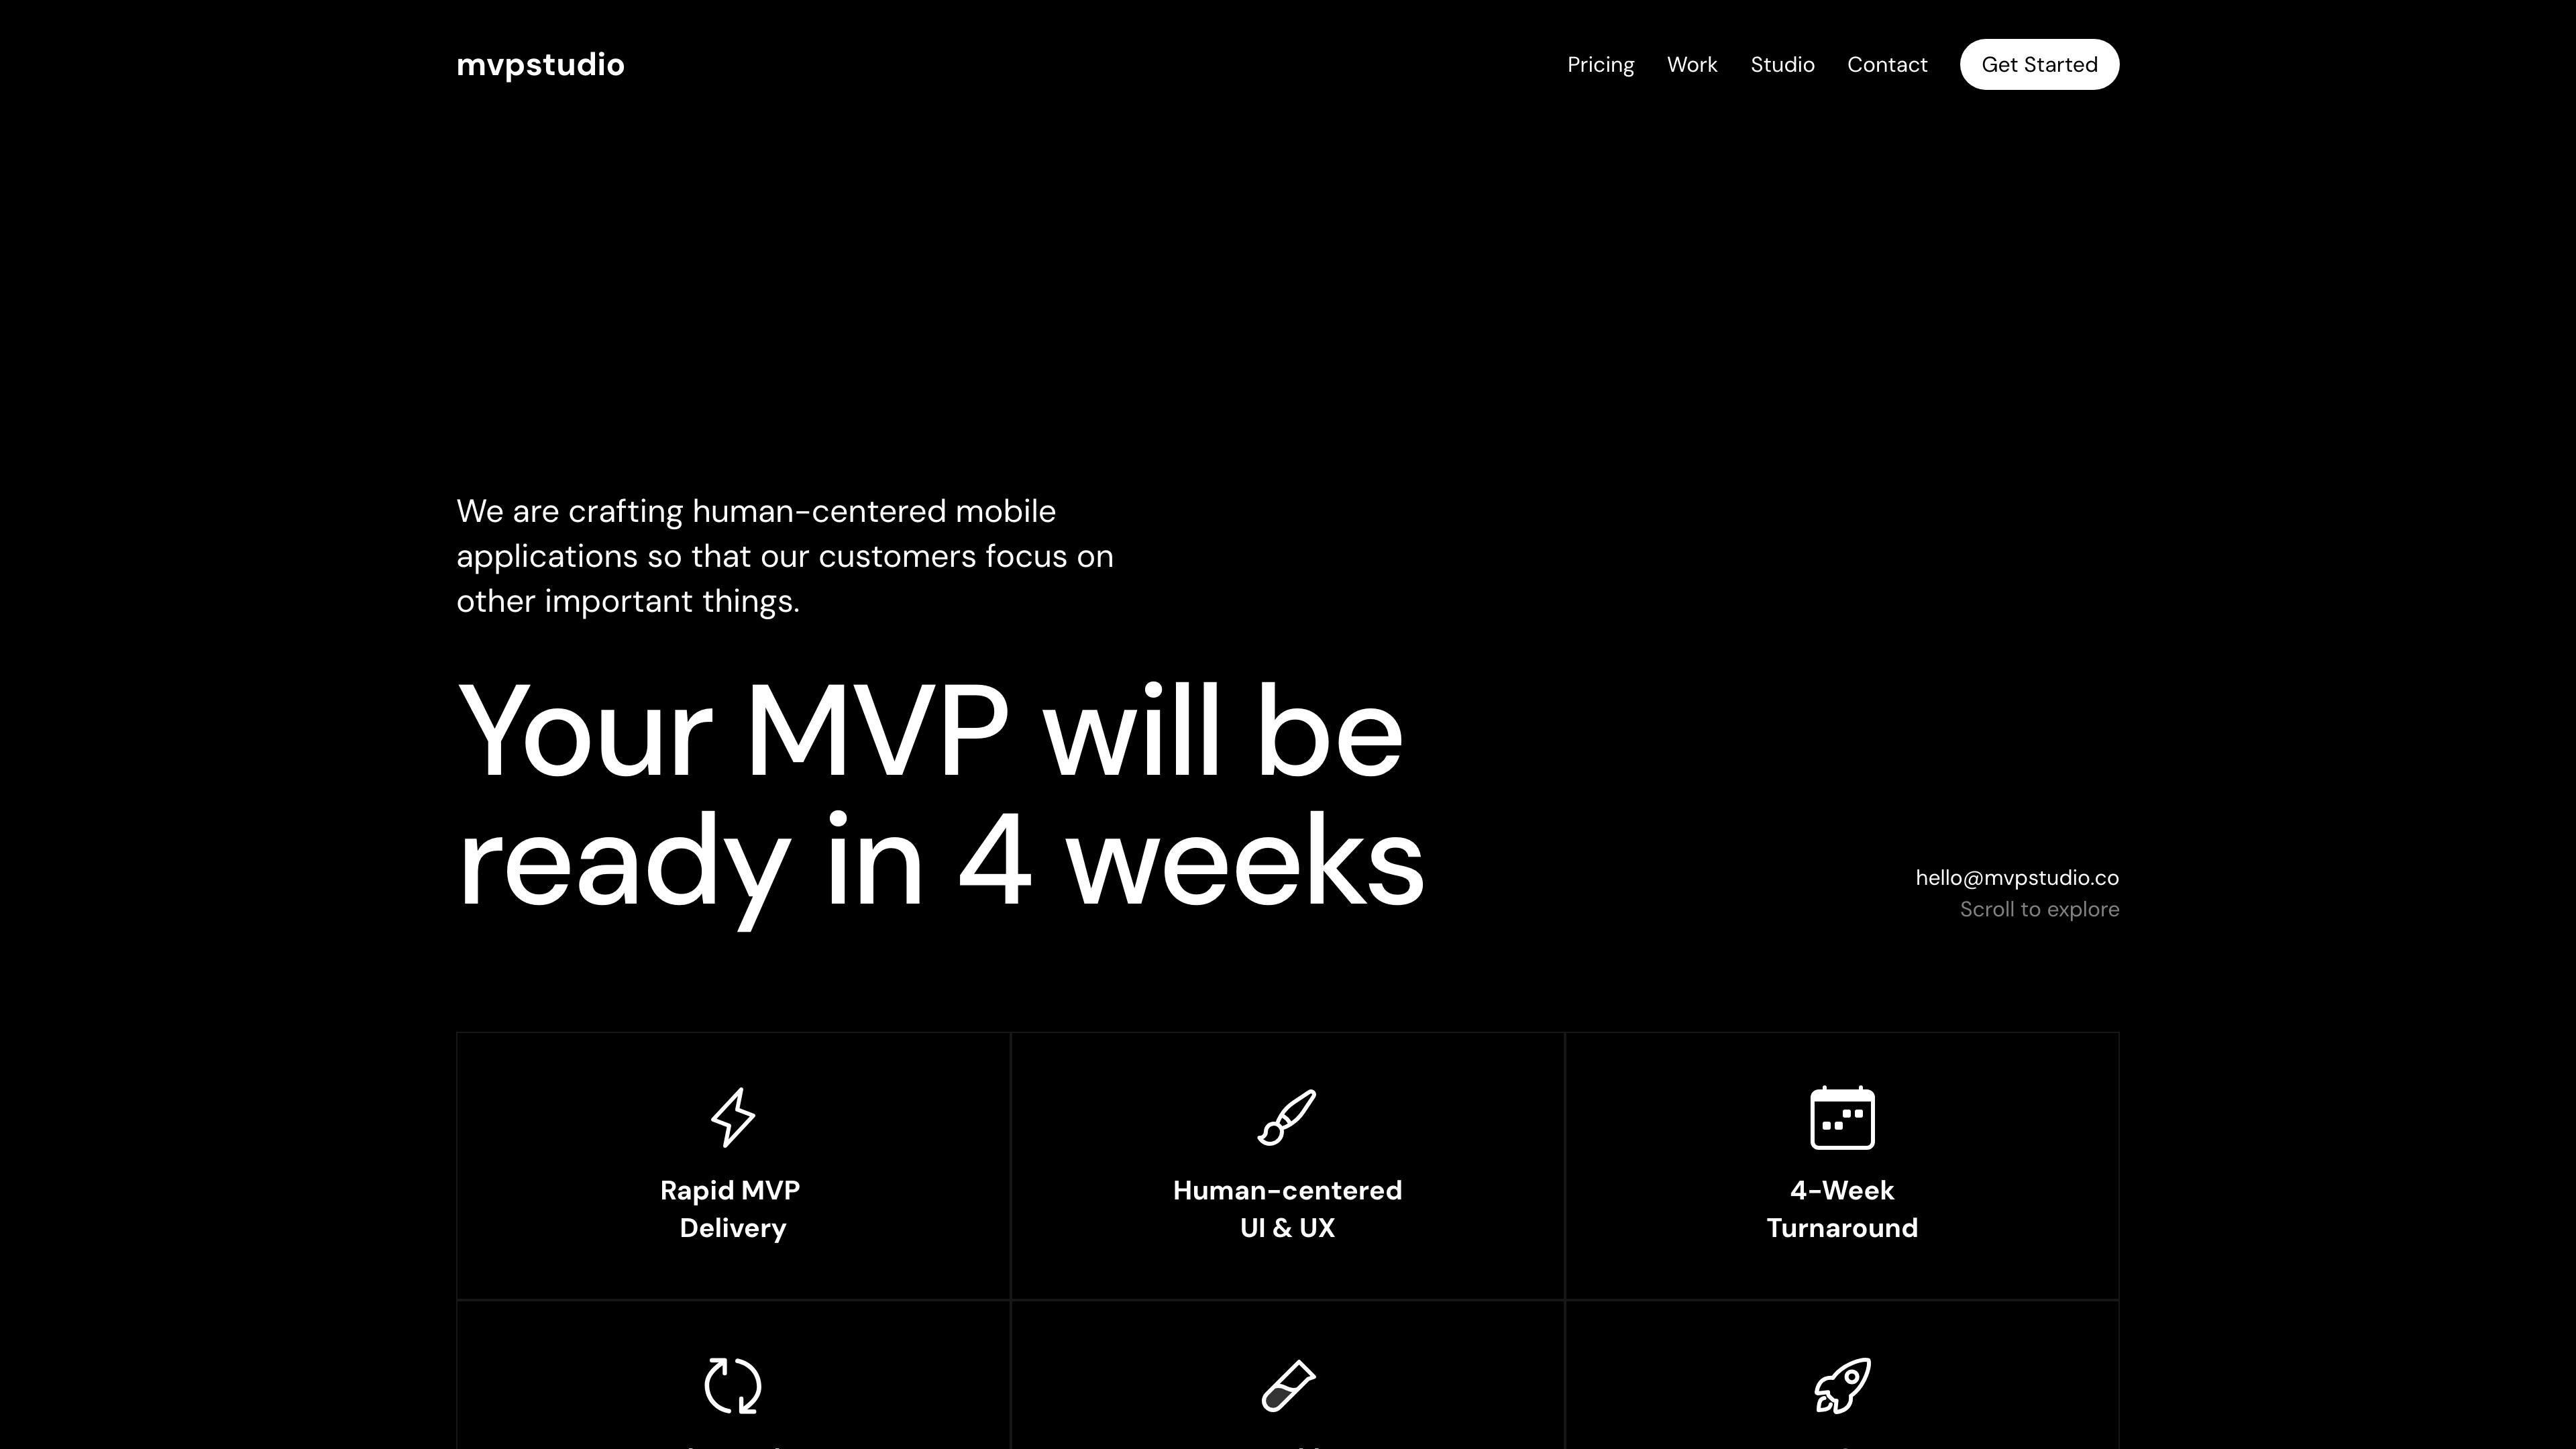 mvpstudio
Pricing
Work
Studio
Contact
Get Started
We are crafting human-centered mobile
applications so that our customers focus on
other important things.
Your MVP will be
ready in 4 weeks
hello@mvpstudio.co
Scroll to explore
Rapid MVP
Delivery
Human-centered
UI & UX
4-Week
Turnaround